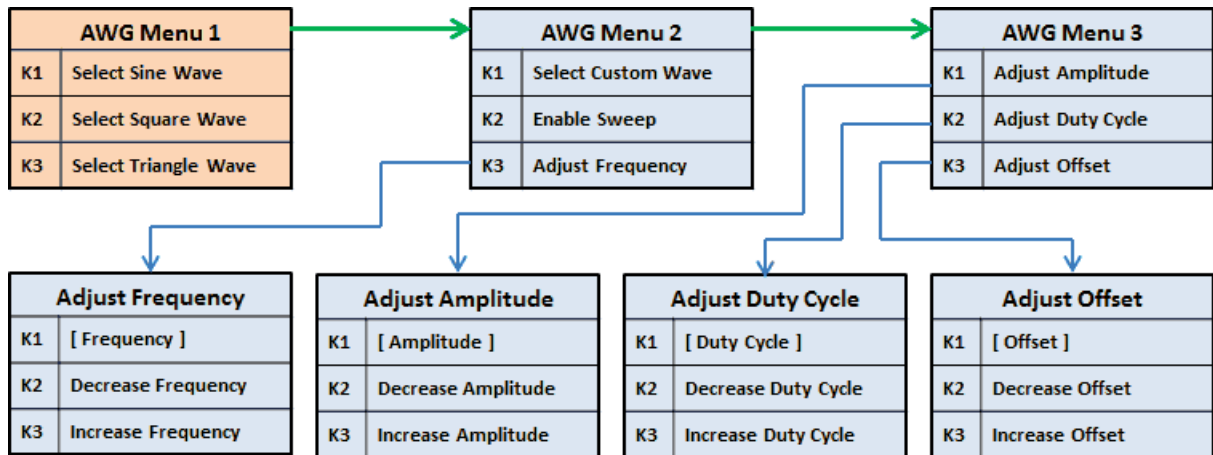 AWG Menu 1
K1 Select Sine Wave
K2 Select Square Wave
K3 Select Triangle Wave
AWG Menu 2
K1 Select Custom Wave
K2 Enable Sweep
K3 Adjust Frequency
AWG Menu 3
K1 Adjust Amplitude
K2 Adjust Duty Cycle
K3 Adjust Offset
Adjust Frequency
K1 [ Frequency ]
K2 Decrease Frequency
K3 Increase Frequency
Adjust Amplitude
K1 [ Amplitude ]
K2 Decrease Amplitude
K3 Increase Amplitude
Adjust Duty Cycle
K1 [ Duty Cycle ]
K2 Decrease Duty Cycle
K3 Increase Duty Cycle
Adjust Offset
K1 [ Offset ]
K2 Decrease Offset
K3 Increase Offset